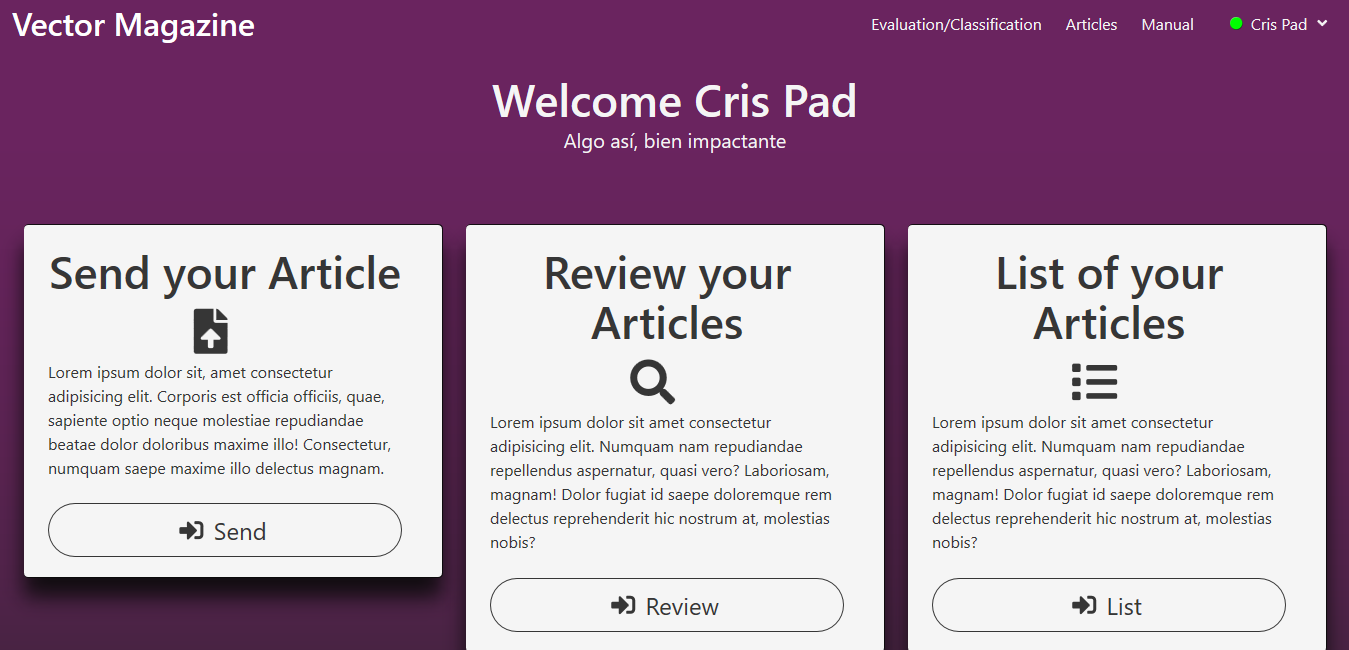 Vector Magazine
Evaluation/Classification
Articles
Manual
Cris Pad
Welcome Cris Pad
Algo así, bien impactante
Send your Article
Lorem ipsum dolor sit, amet consectetur
adipisicing elit. Corporis est officia officiis, quae,
sapiente optio neque molestiae repudiandae
beatae dolor doloribus maxime illo! Consectetur,
numquam saepe maxime illo delectus magnam.
Send
Review your
Articles
Lorem ipsum dolor sit amet consectetur
adipisicing elit. Numquam nam repudiandae
repellendus aspernatur, quasi vero? Laboriosam,
magnam! Dolor fugiat id saepe doloremque rem
delectus reprehenderit hic nostrum at, molestias
nobis?
Review
List of your
Articles
Lorem ipsum dolor sit amet consectetur
adipisicing elit. Numquam nam repudiandae
repellendus aspernatur, quasi vero? Laboriosam,
magnam! Dolor fugiat id saepe doloremque rem
delectus reprehenderit hic nostrum at, molestias
nobis?
List